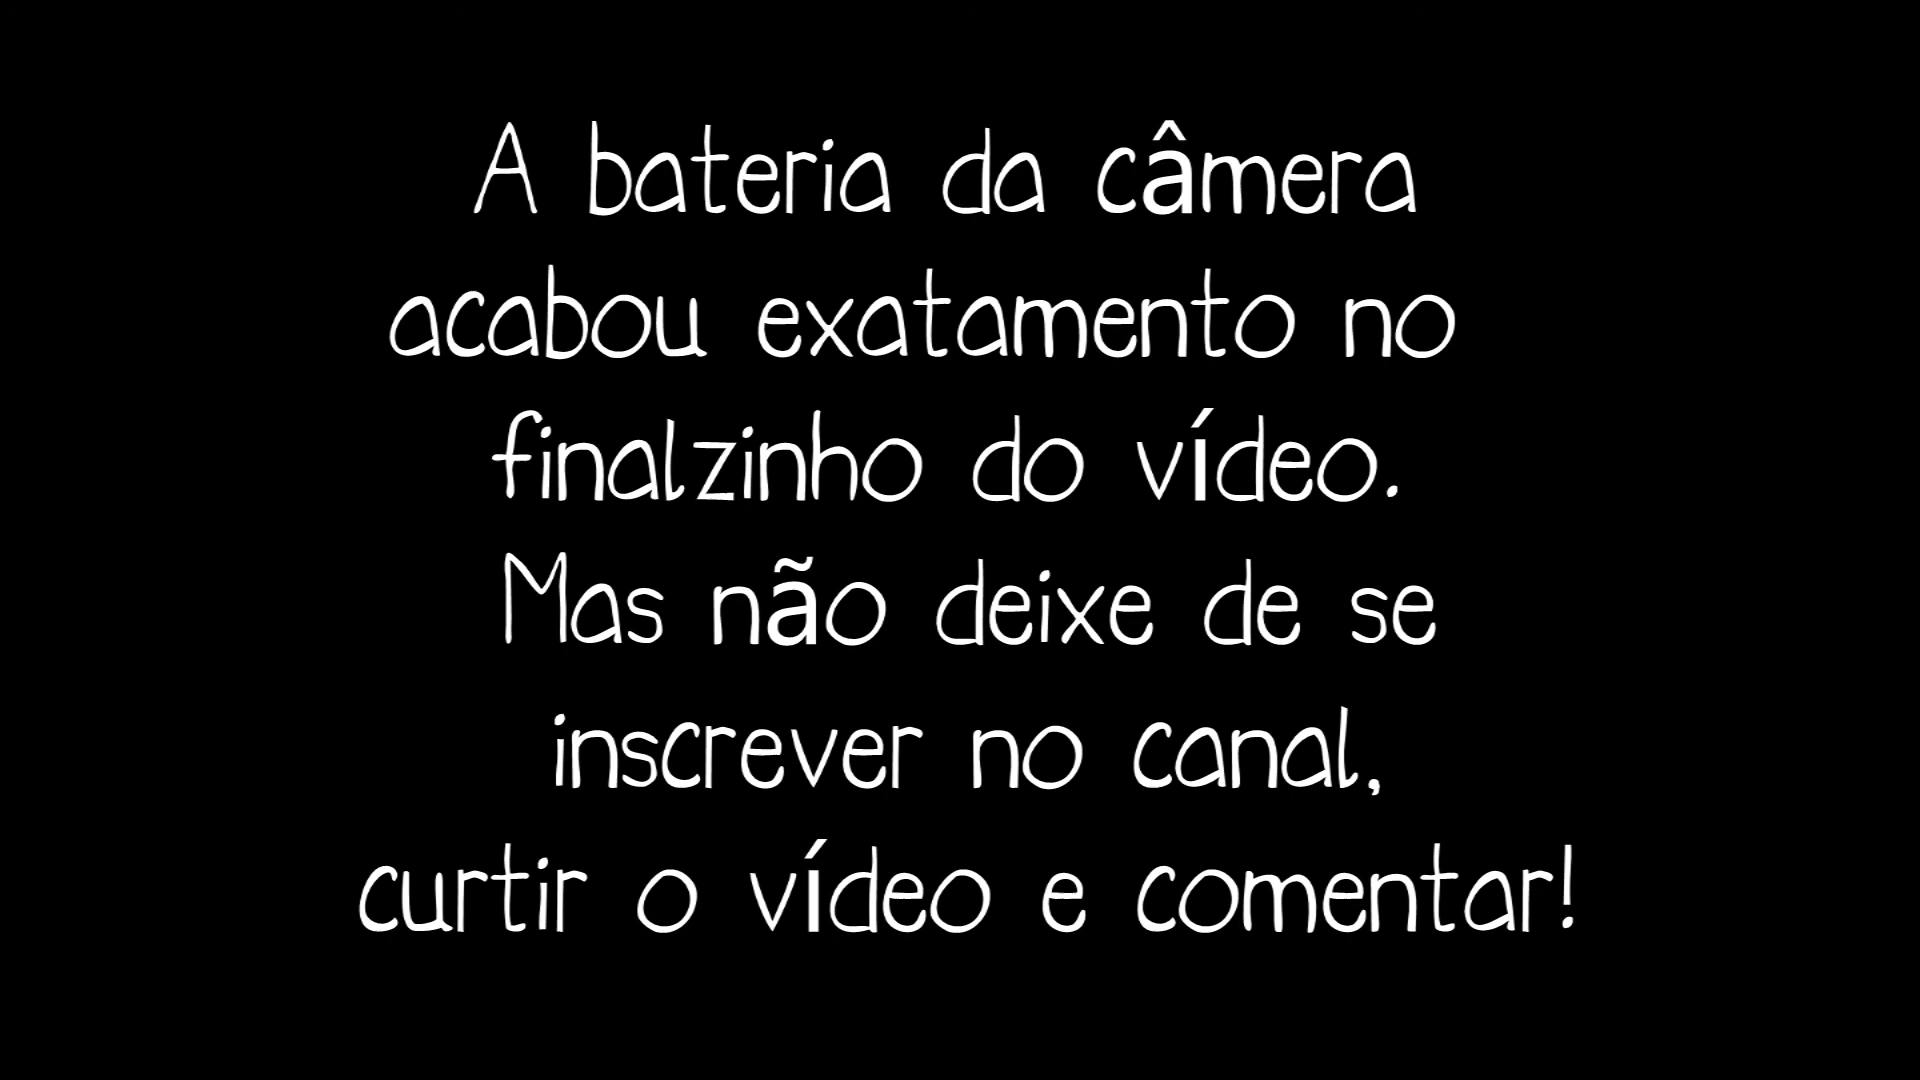 A bateria da câmera
acabou exatamento no
finalzinho do vídeo.
Mas não deixe de se
inscrever no canal,
curtir o vídeo e comentar!